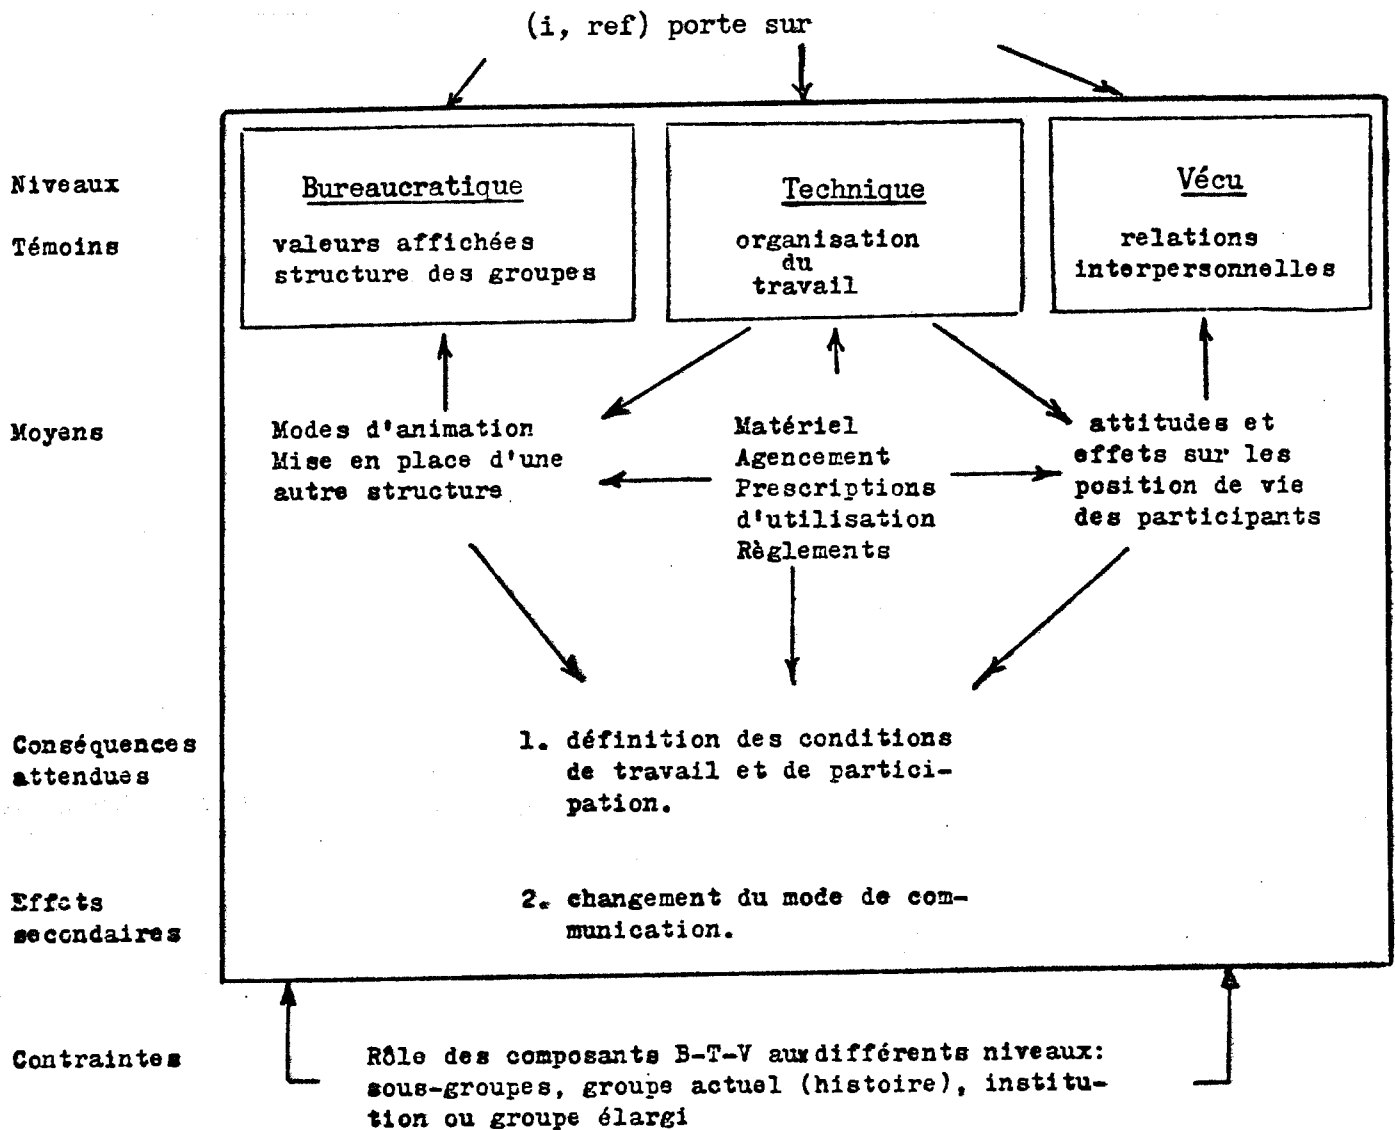 (i, ref) porte sur
Niveaux
Bureaucratique
Technique
Vécu
Témoins
valeurs affichées
structure des groupes
organisation
du
travail
relations
interpersonnelles
Moyens
Modes d'animation
Mise en place d'une
autre structure
Matériel
Agencement
Prescriptions
d'utilisation
Règlements
attitudes et
effets sur les
position de vie
des participants
Conséquences
attendues
1. définition des conditions
de travail et de partici-
pation.
Effets
secondaires
2. changement du mode de com-
munication.
Contraintes
Rôle des composants B-T-V aux différents niveaux:
sous-groupes, groupe actuel (histoire), institu-
tion ou groupe élargi